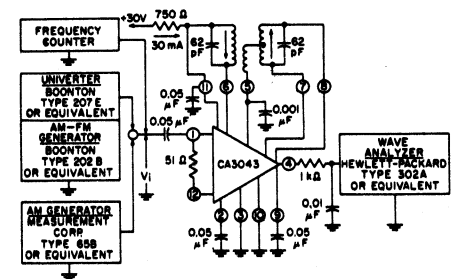 +30V
750 Ω
30 mA
FREQUENCY
COUNTER
62
pF
62
pF
11
6
5
7
8
0.05
μF
0.001
μF
UNIVERTER
BOONTON
TYPE 207E
OR EQUIVALENT
AM-FM
GENERATOR
BOONTON
TYPE 202B
OR EQUIVALENT
0.05
μF
1
51 Ω
12
CA3043
4
1 kΩ
WAVE
ANALYZER
HEWLETT-PACKARD
TYPE 302A
OR EQUIVALENT
Vi
0.01
μF
AM GENERATOR
MEASUREMENT
CORP.
TYPE 65B
OR EQUIVALENT
2
3
10
9
0.05
μF
0.05
μF